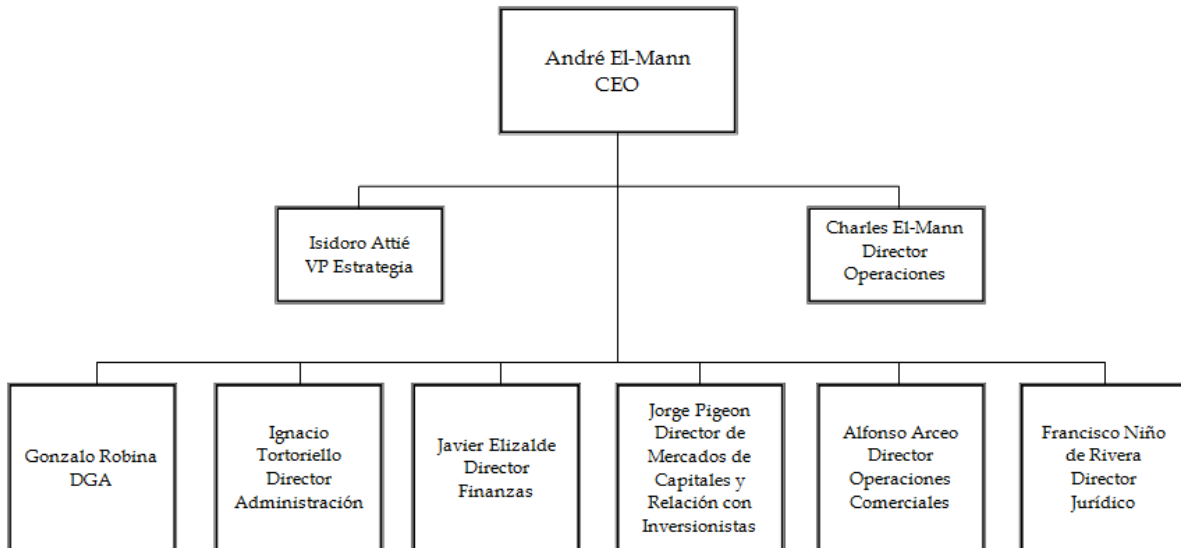 André El-Mann
CEO
Isidoro Attié
VP Estrategia
Charles El-Mann
Director
Operaciones
Gonzalo Robina
DGA
Ignacio
Tortoriello
Director
Administración
Javier Elizalde
Director
Finanzas
Jorge Pigeon
Director de
Mercados de
Capitales y
Relación con
Inversionistas
Alfonso Arceo
Director
Operaciones
Comerciales
Francisco Niño
de Rivera
Director
Jurídico